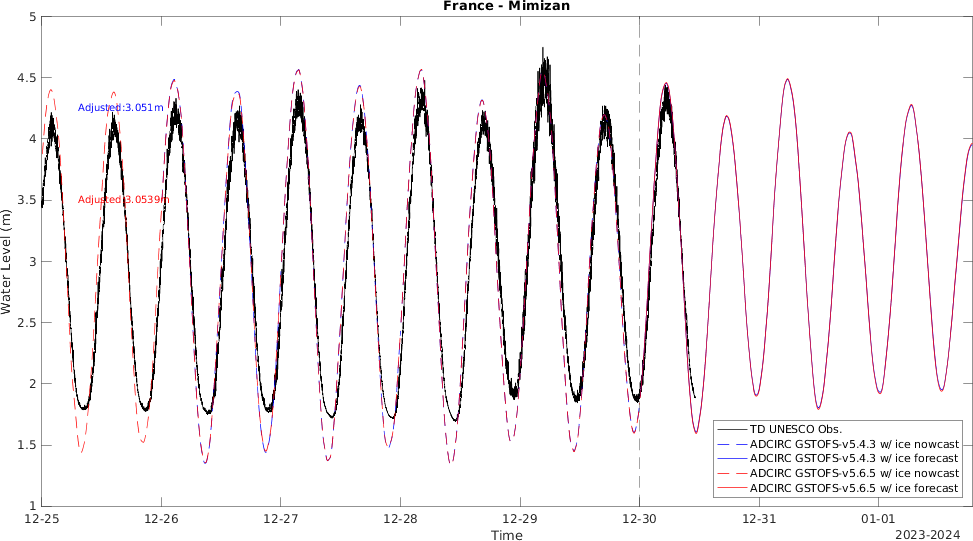 France - Mimizan
Water Level (m)
5
4.5
4
3.5
3
2.5
2
1.5
1
Adjusted:3.051m
Adjusted:3.0539m
TD UNESCO Obs.
ADCIRC GSTOFS-v5.4.3 w/ ice nowcast
ADCIRC GSTOFS-v5.4.3 w/ ice forecast
ADCIRC GSTOFS-v5.6.5 w/ ice nowcast
ADCIRC GSTOFS-v5.6.5 w/ ice forecast
12-25 12-26 12-27 12-28 12-29 12-30 12-31 01-01
Time
2023-2024